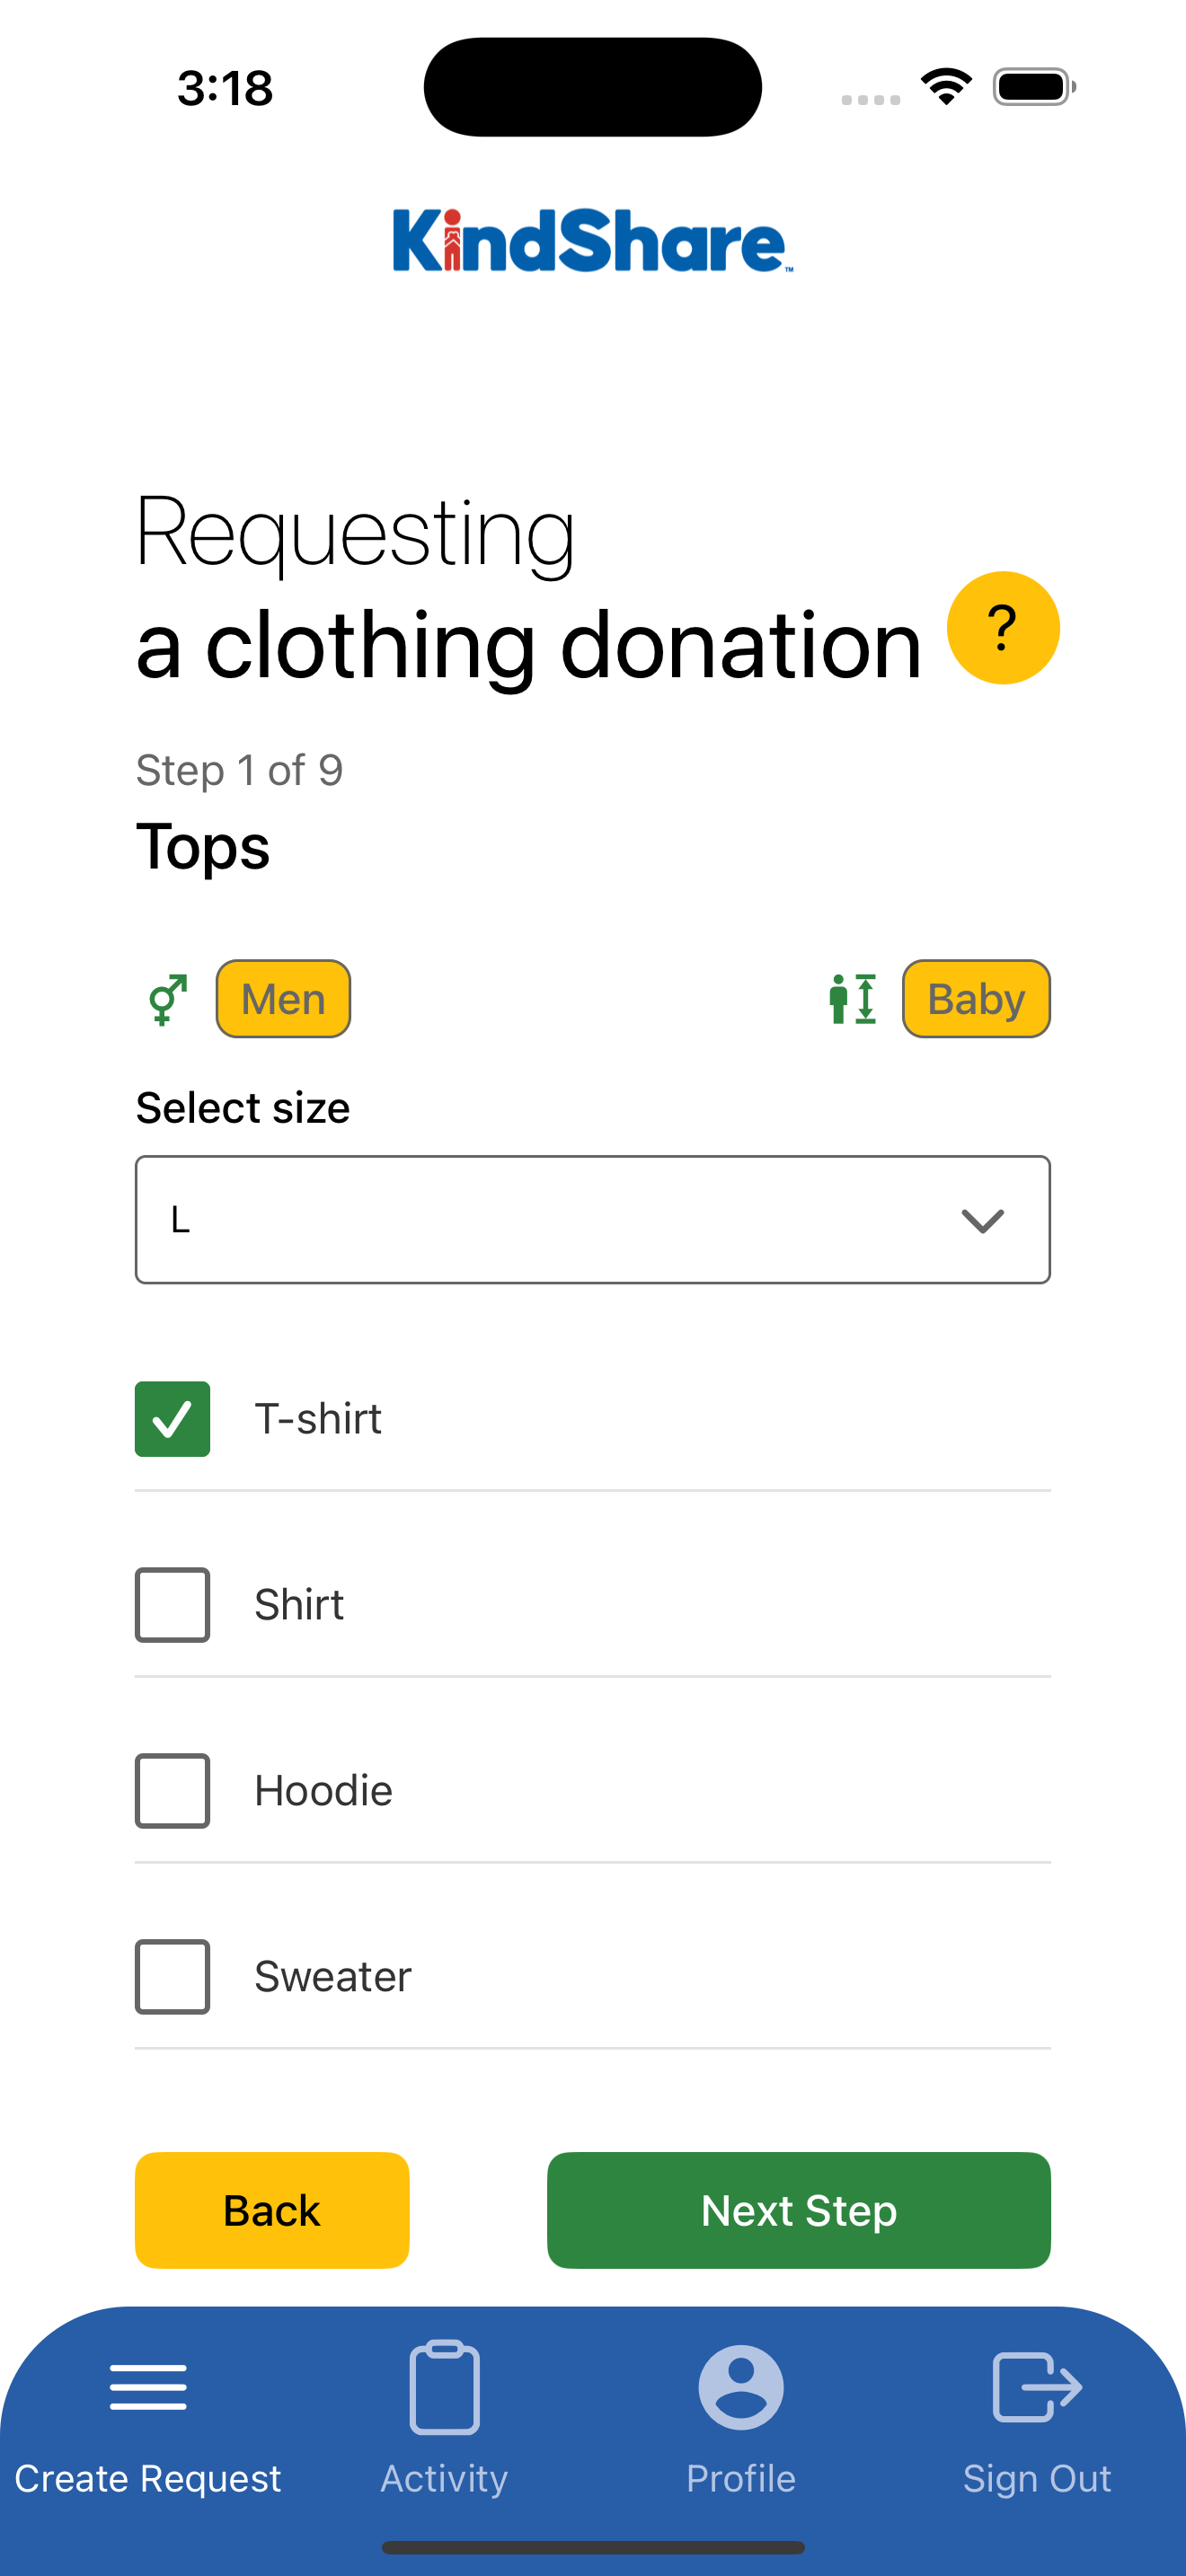 3:18
KindShare™
Requesting
a clothing donation
?
Step 1 of 9
Tops
Men
Baby
Select size
L
T-shirt
Shirt
Hoodie
Sweater
Back
Next Step
Create Request
Activity
Profile
Sign Out